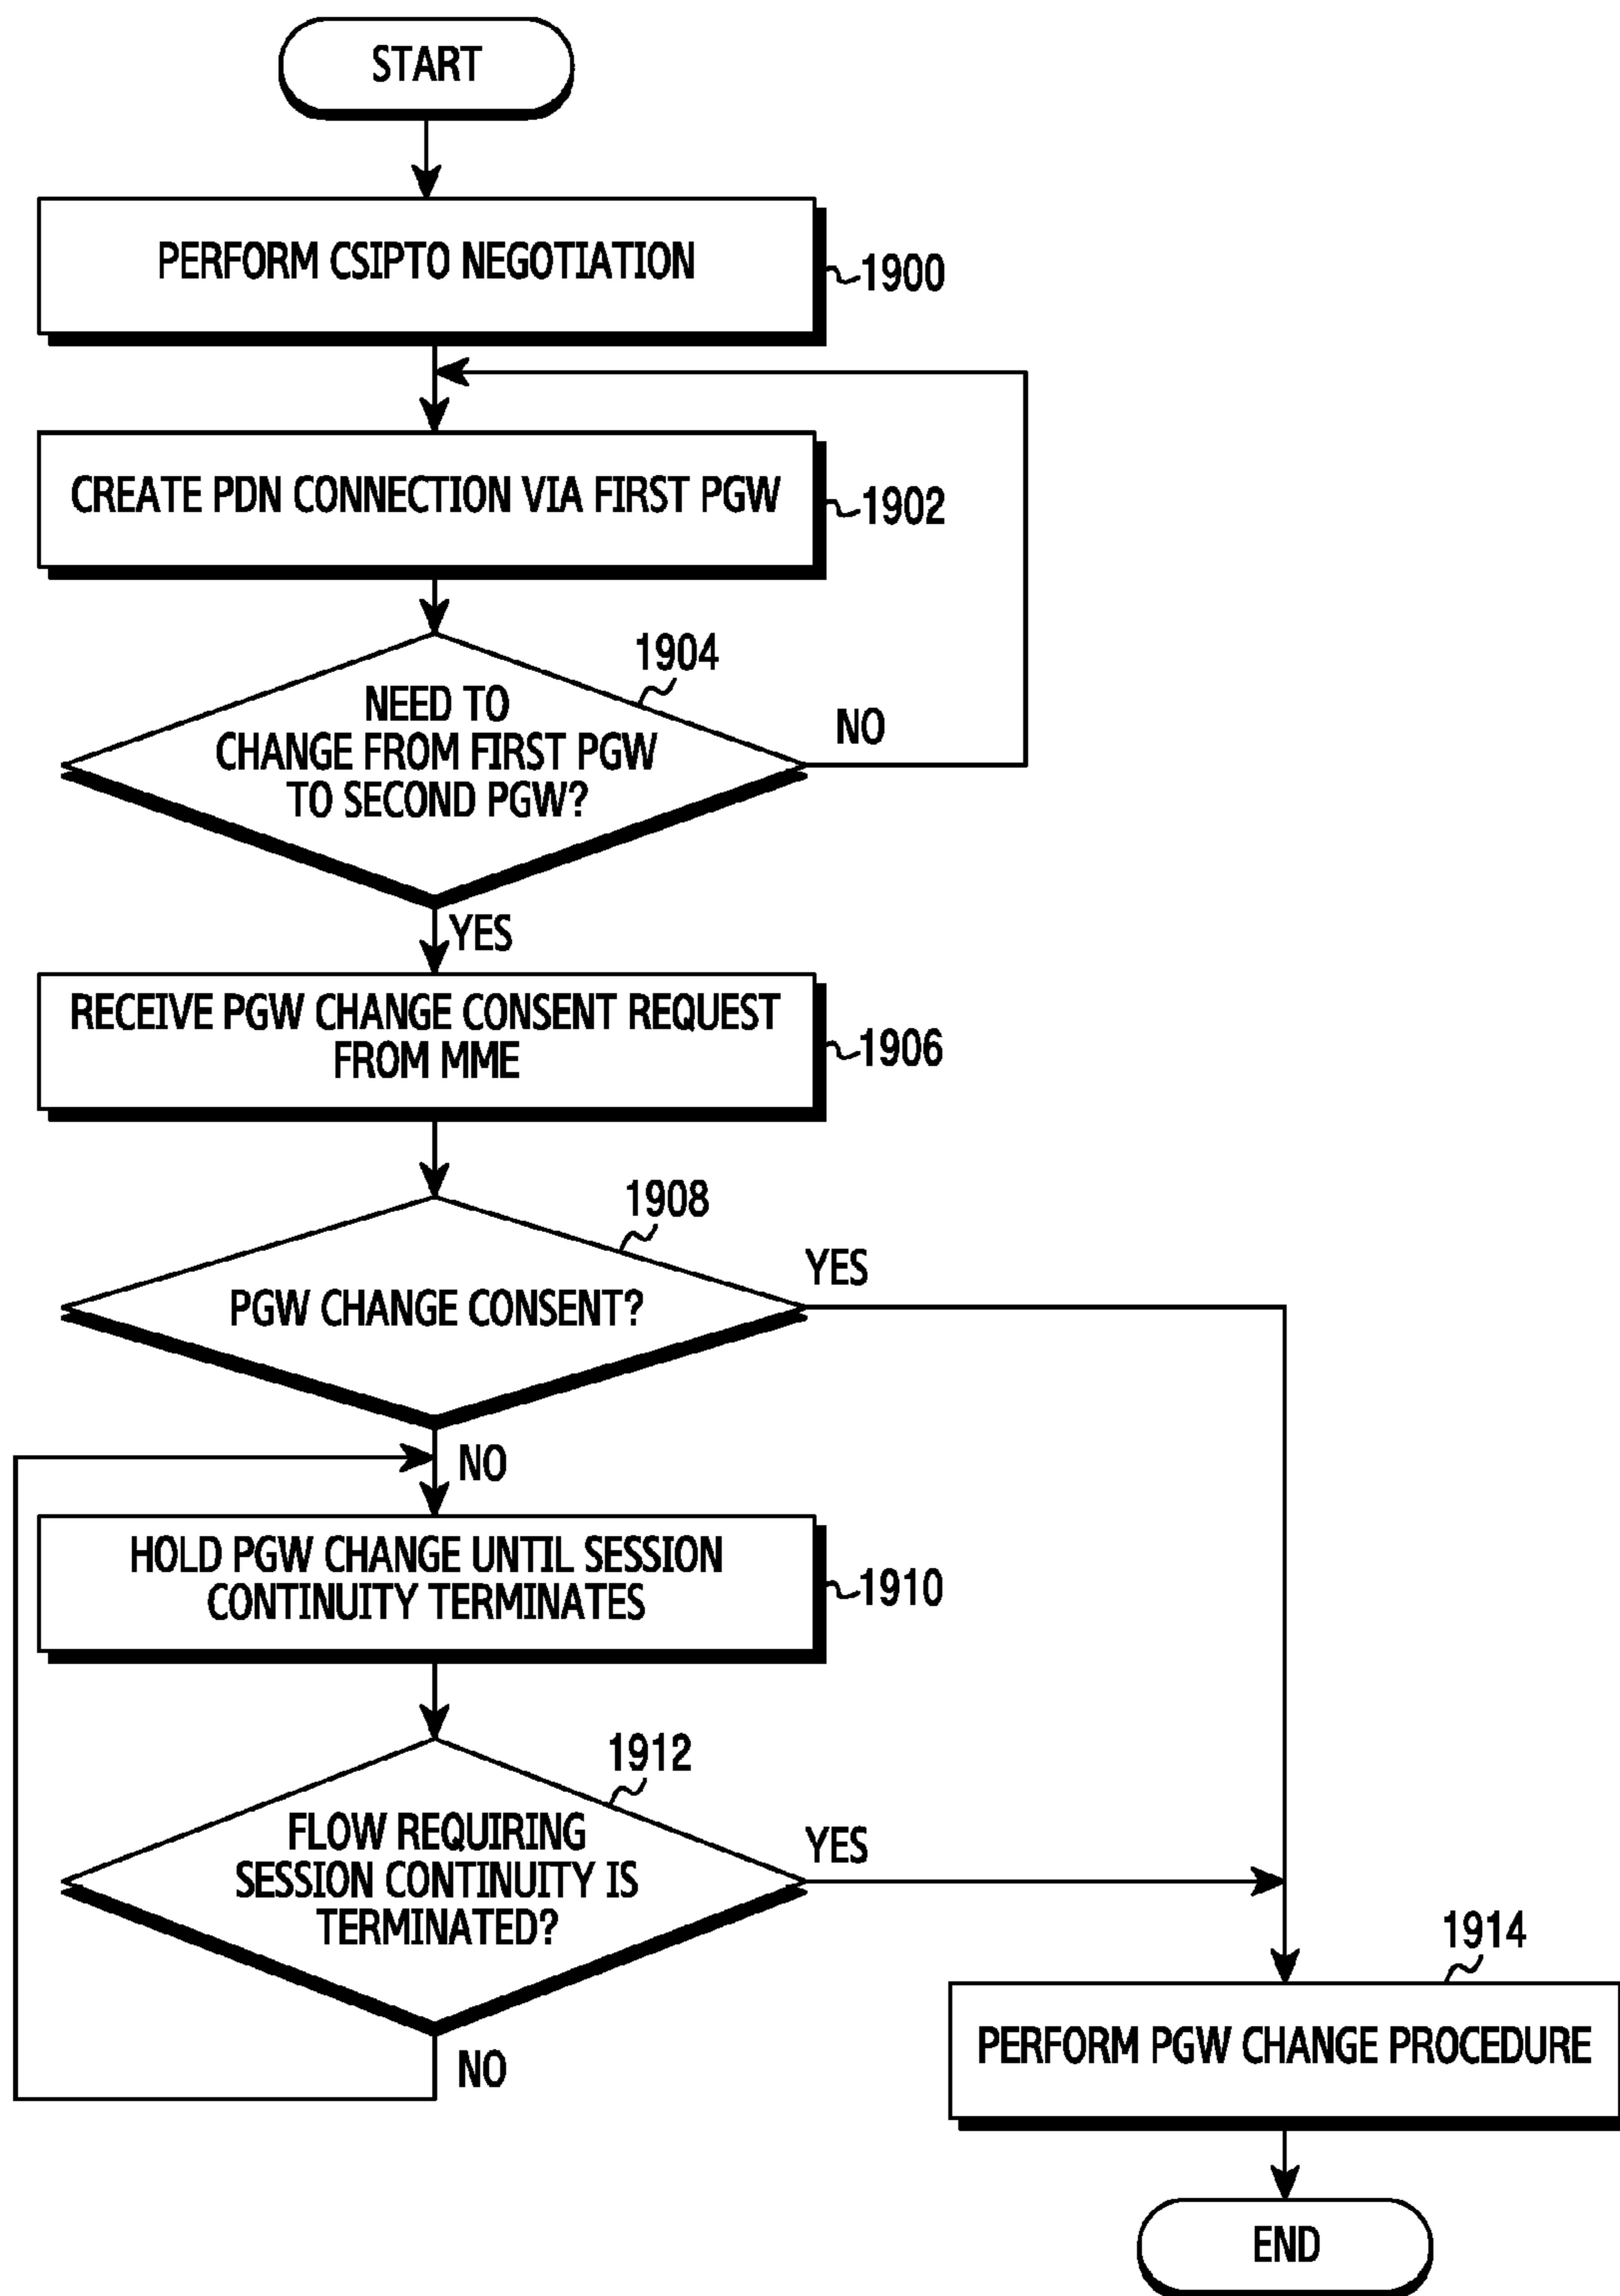 START
PERFORM CSIPTO NEGOTIATION
1900
CREATE PDN CONNECTION VIA FIRST PGW
1902
1904
NEED TO
CHANGE FROM FIRST PGW
TO SECOND PGW?
NO
YES
RECEIVE PGW CHANGE CONSENT REQUEST
FROM MME
1906
1908
PGW CHANGE CONSENT?
YES
NO
HOLD PGW CHANGE UNTIL SESSION
CONTINUITY TERMINATES
1910
1912
FLOW REQUIRING
SESSION CONTINUITY IS
TERMINATED?
YES
NO
1914
PERFORM PGW CHANGE PROCEDURE
END